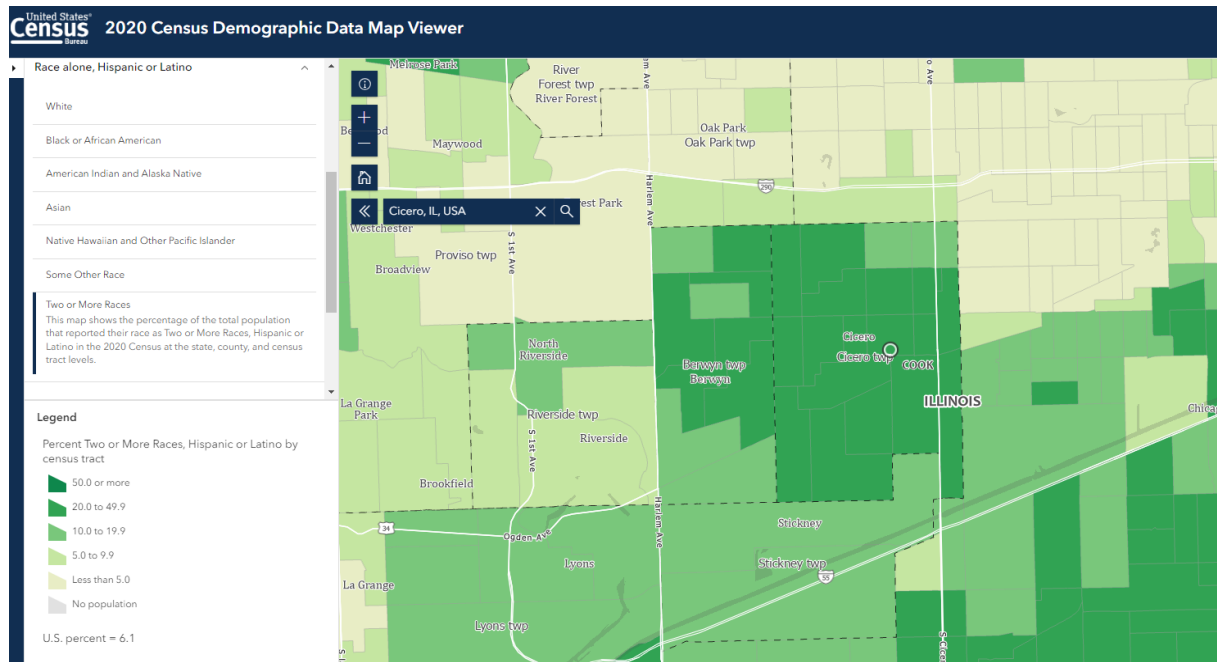 United States®
Census
Bureau
2020 Census Demographic Data Map Viewer
Race alone, Hispanic or Latino
White
Black or African American
American Indian and Alaska Native
Asian
Native Hawaiian and Other Pacific Islander
Some Other Race
Two or More Races
This map shows the percentage of the total population
that reported their race as Two or More Races, Hispanic or
Latino in the 2020 Census at the state, county, and census
tract levels.
Legend
Percent Two or More Races, Hispanic or Latino by
census tract
50.0 or more
20.0 to 49.9
10.0 to 19.9
5.0 to 9.9
Less than 5.0
No population
U.S. percent = 6.1
Cicero, IL, USA
Melrose Park
River
Forest twp
River Forest
Maywood
Oak Park
Oak Park twp
290
Harlem Ave
Westchester
Proviso twp
Broadview
S 1st Ave
North
Riverside
Cicero
Cicero twp
COOK
Berwyn twp
Berwyn
ILLINOIS
La Grange
Park
Riverside twp
Riverside
S 1st Ave
Brookfield
Harlem Ave
34
Ogden Ave
Stickney
Lyons
Stickney twp
55
La Grange
Lyons twp